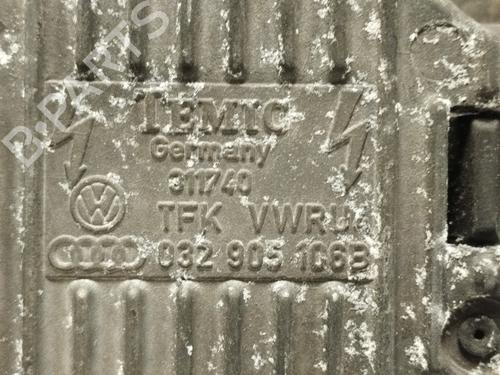 B-PARTS
TEMIC
Germany
311740
TFK VWRU
032 905 106B